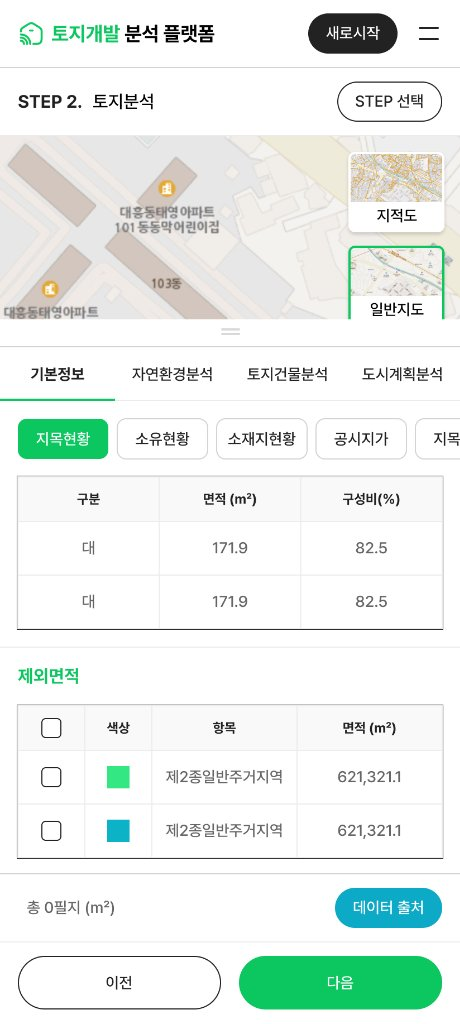 토지개발 분석 플랫폼
새로시작
STEP 2. 토지분석
STEP 선택
대흥동태영아파트
101동동막어린이집
103동
대흥동태영아파트
지적도
일반지도
기본정보 자연환경분석 토지건물분석 도시계획분석
지목현황 소유현황 소재지현황 공시지가 지목
구분 면적 (m²) 구성비(%)
대 171.9 82.5
대 171.9 82.5
제외면적
색상 항목 면적 (m²)
제2종일반주거지역 621,321.1
제2종일반주거지역 621,321.1
총 0필지 (m²)
데이터 출처
이전
다음